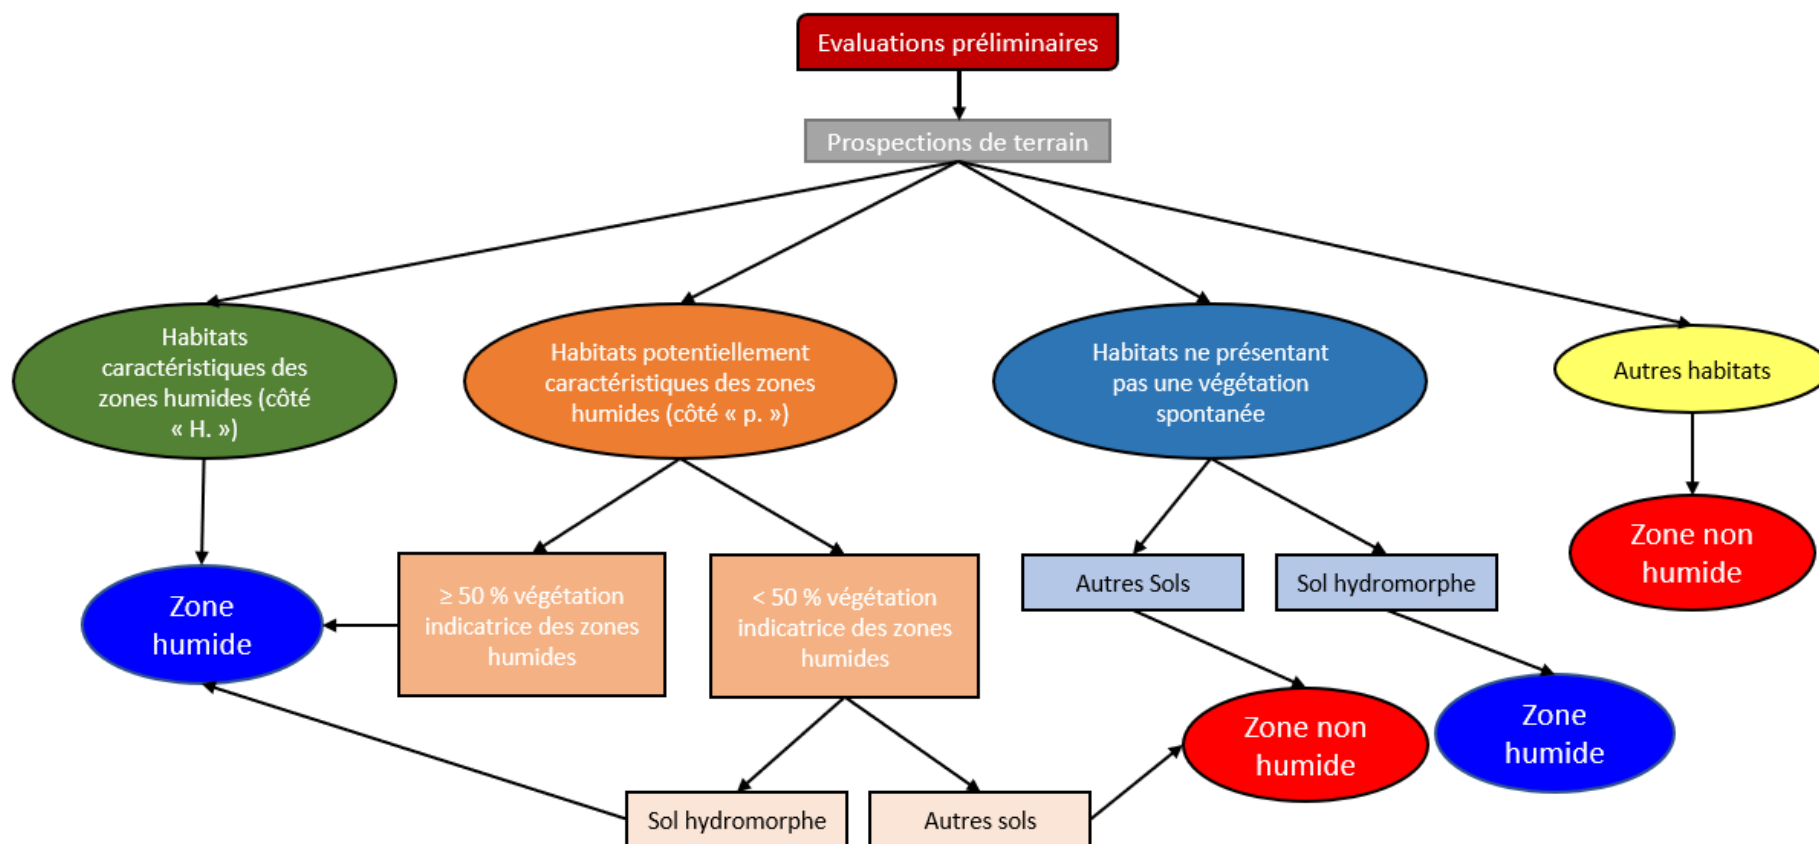 Evaluations préliminaires
Prospections de terrain
Habitats
caractéristiques des
zones humides (côté
« H. »)
Habitats potentiellement
caractéristiques des zones
humides (côté « p. »)
Habitats ne présentant
pas une végétation
spontanée
Autres habitats
Zone
humide
≥ 50 % végétation
indicatrice des zones
humides
< 50 % végétation
indicatrice des zones
humides
Autres Sols
Sol hydromorphe
Zone non
humide
Zone non
humide
Zone
humide
Sol hydromorphe
Autres sols